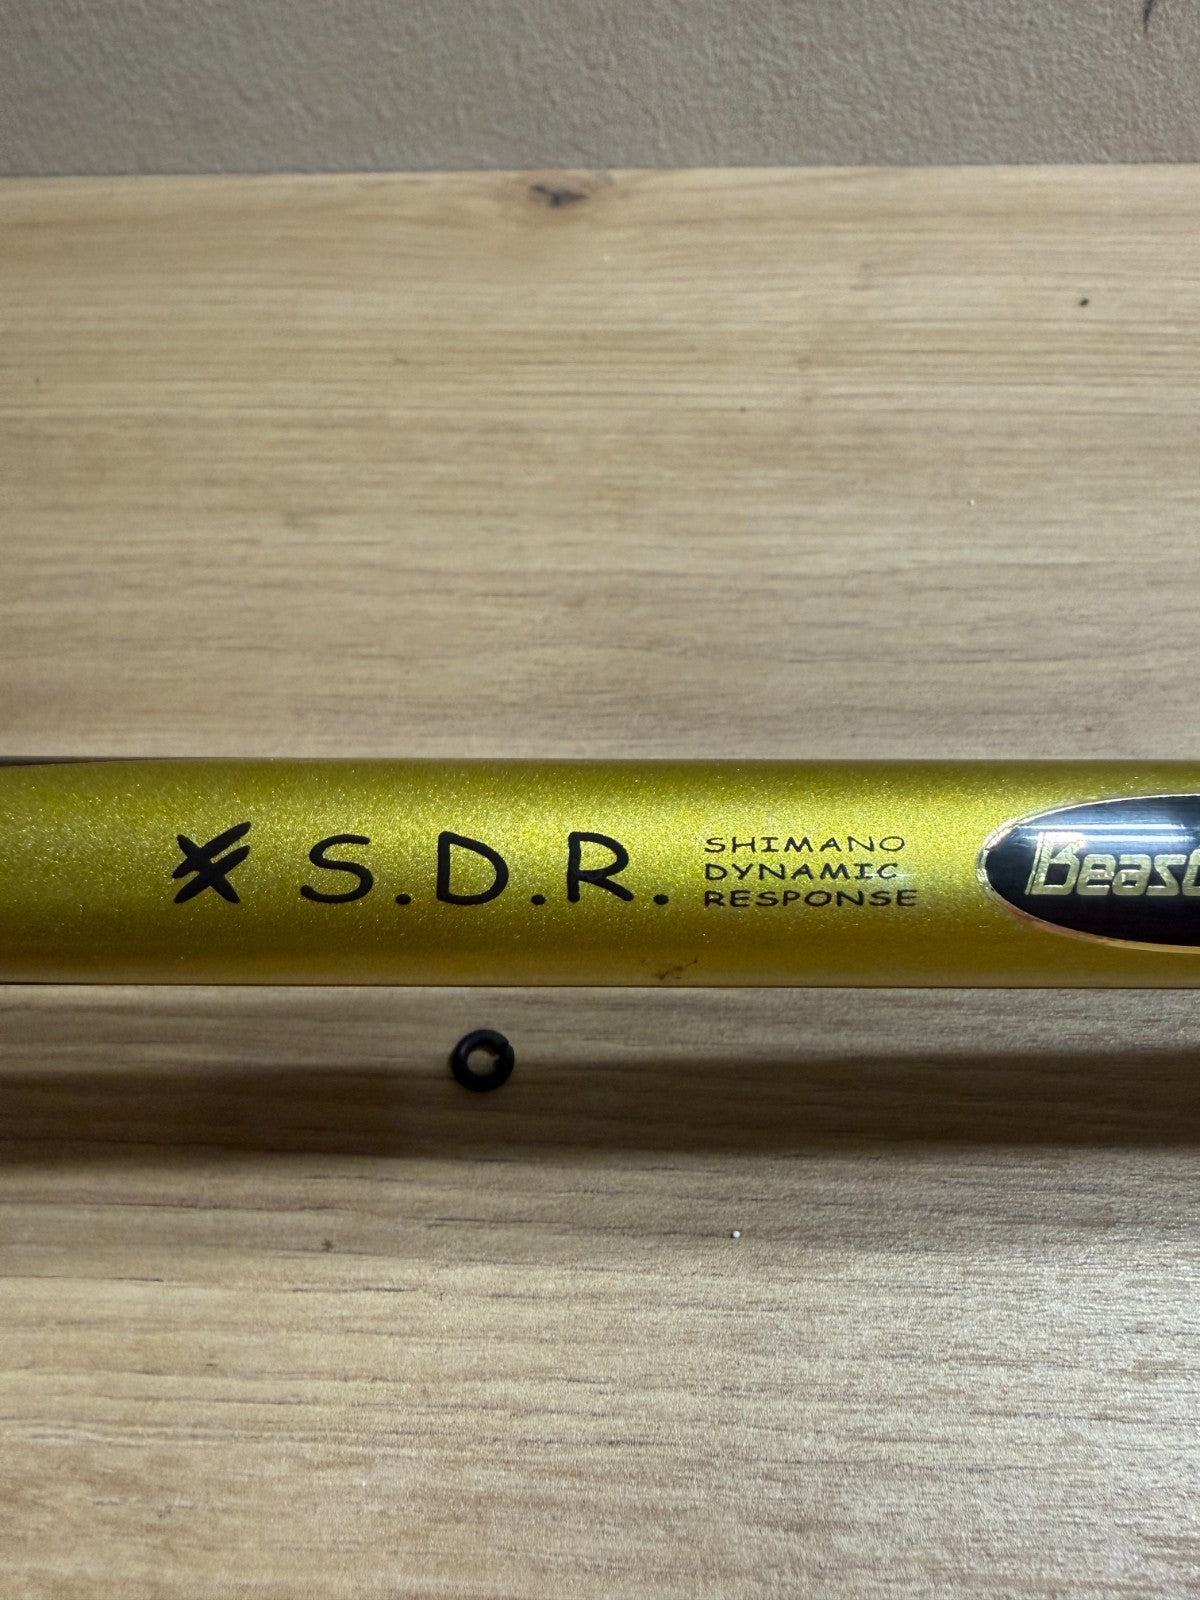 S.D.R.
SHIMANO
DYNAMIC
RESPONSE